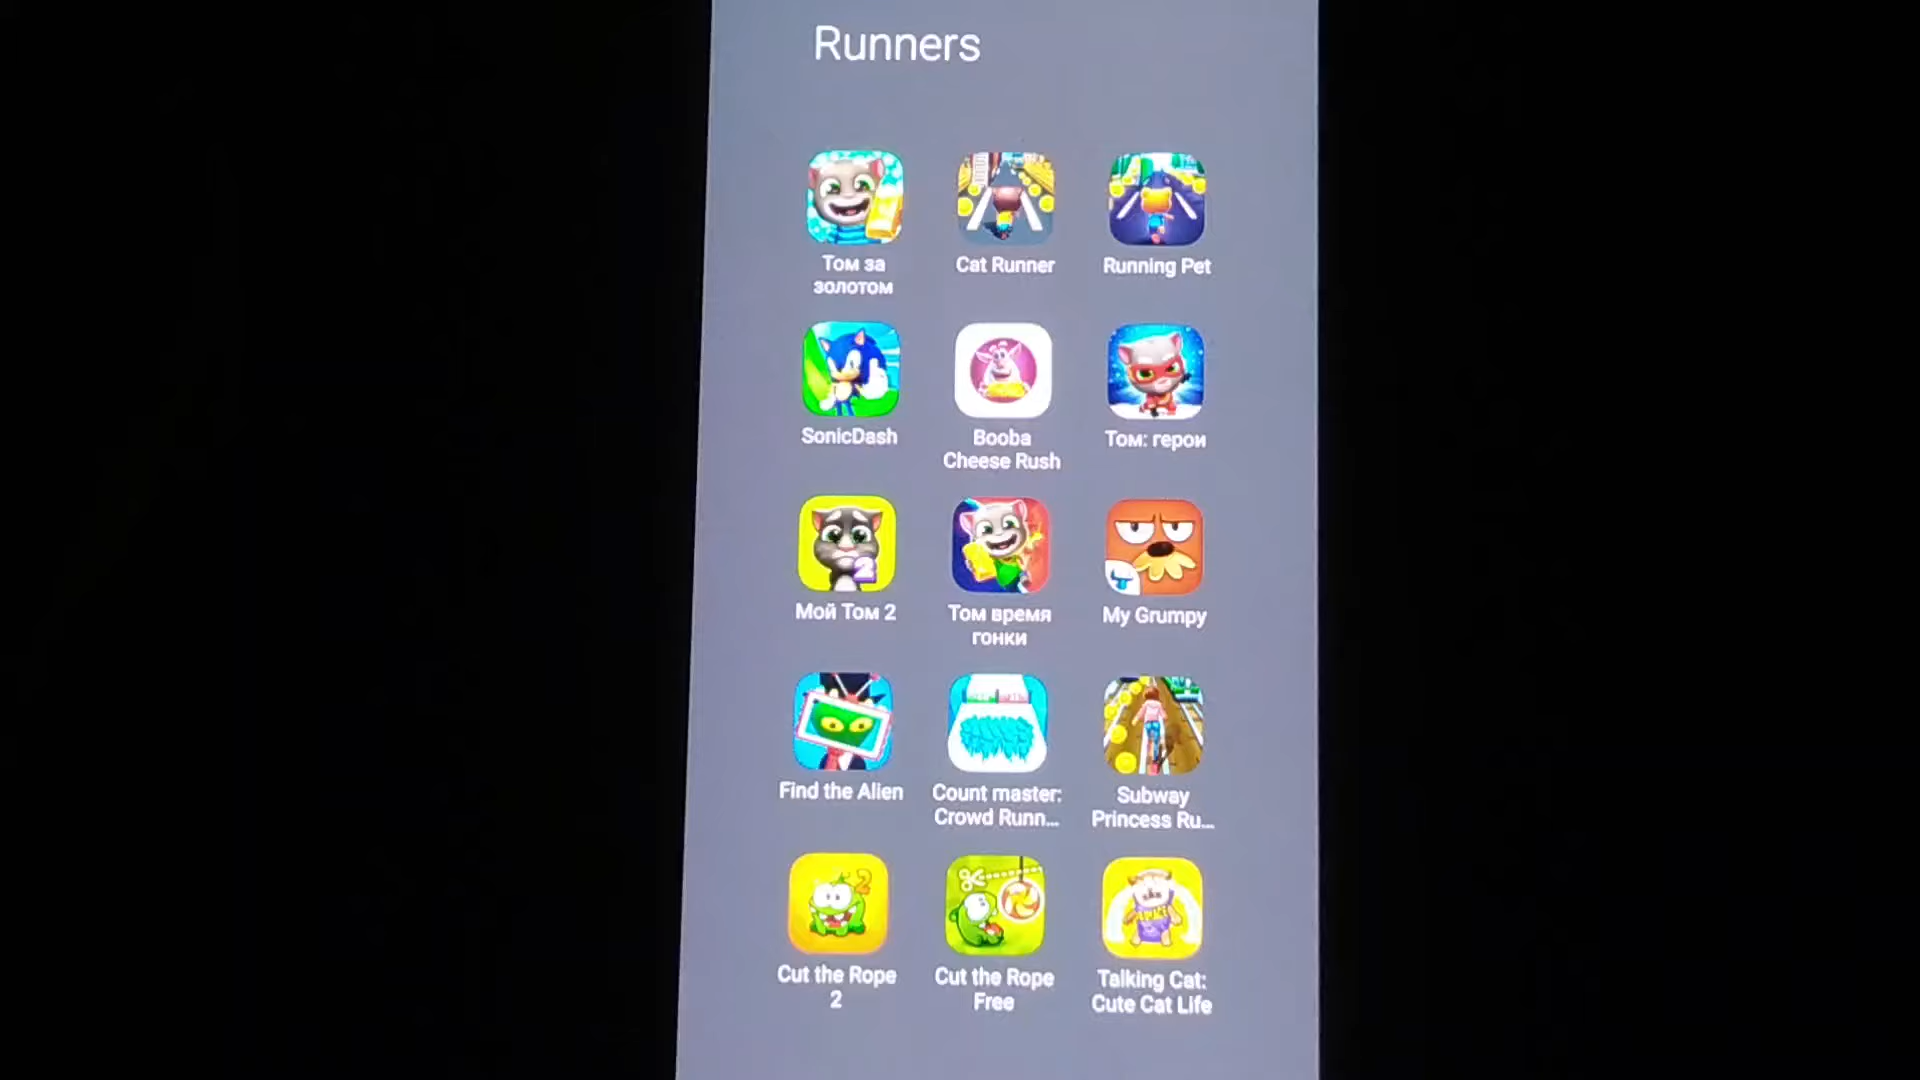 Runners
Том за
золотом
Cat Runner
Running Pet
SonicDash
Booba
Cheese Rush
Том: герои
Мой Том 2
2
Том время
гонки
My Grumpy
Find the Alien
Count master:
Crowd Runn...
Subway
Princess Ru...
2
Cut the Rope
2
Cut the Rope
Free
Talking Cat:
Cute Cat Life